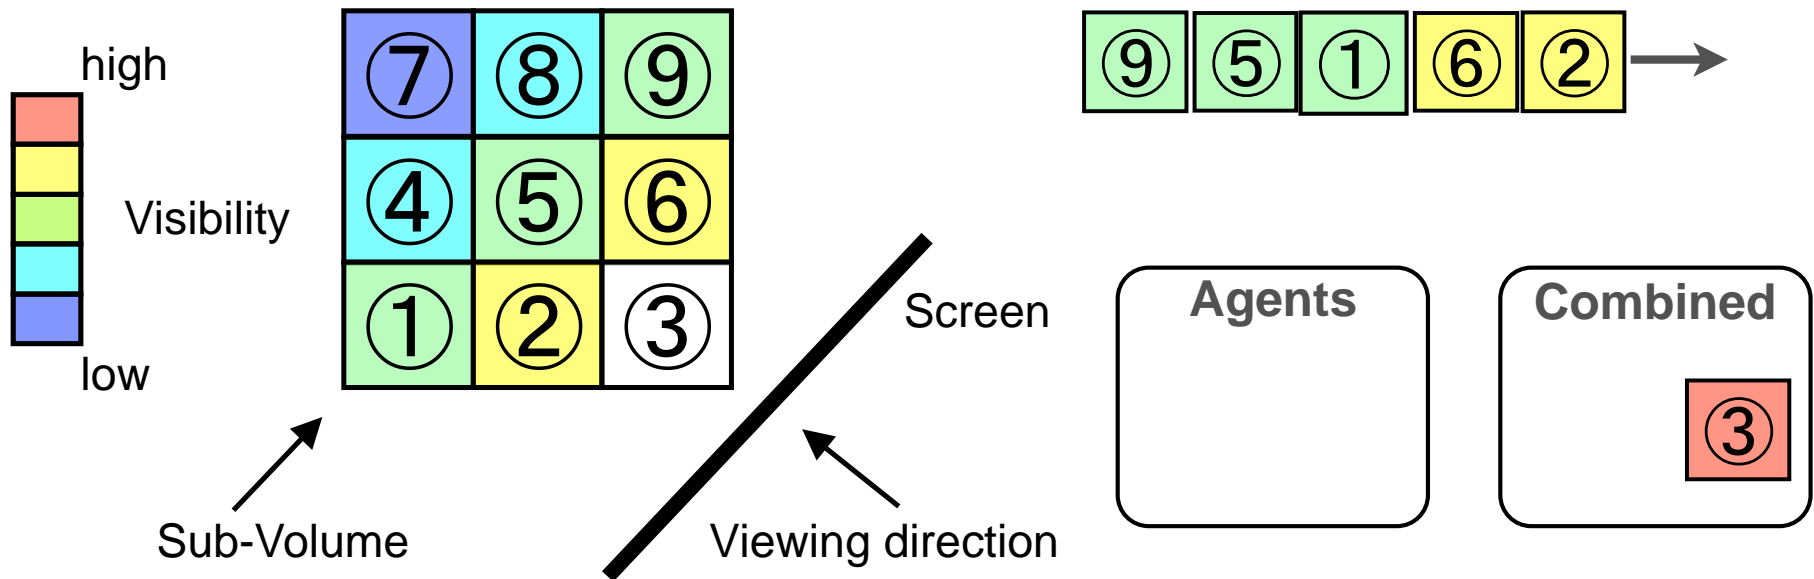 high
Visibility
low
⑦ ⑧ ⑨
④ ⑤ ⑥
① ② ③
Sub-Volume
Screen
Viewing direction
⑨ ⑤ ① ⑥ ②
Agents
Combined
③